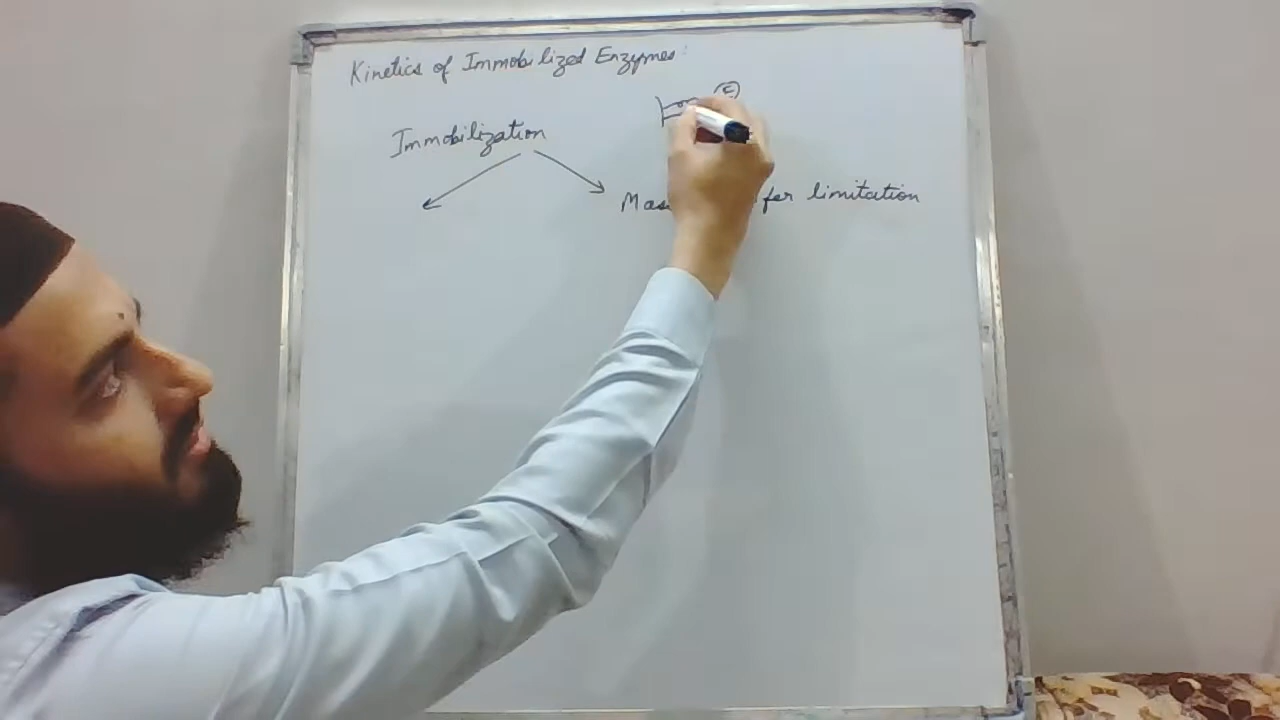 Kinetics of Immobilized Enzymes:
E
Immobilization
fer limitation